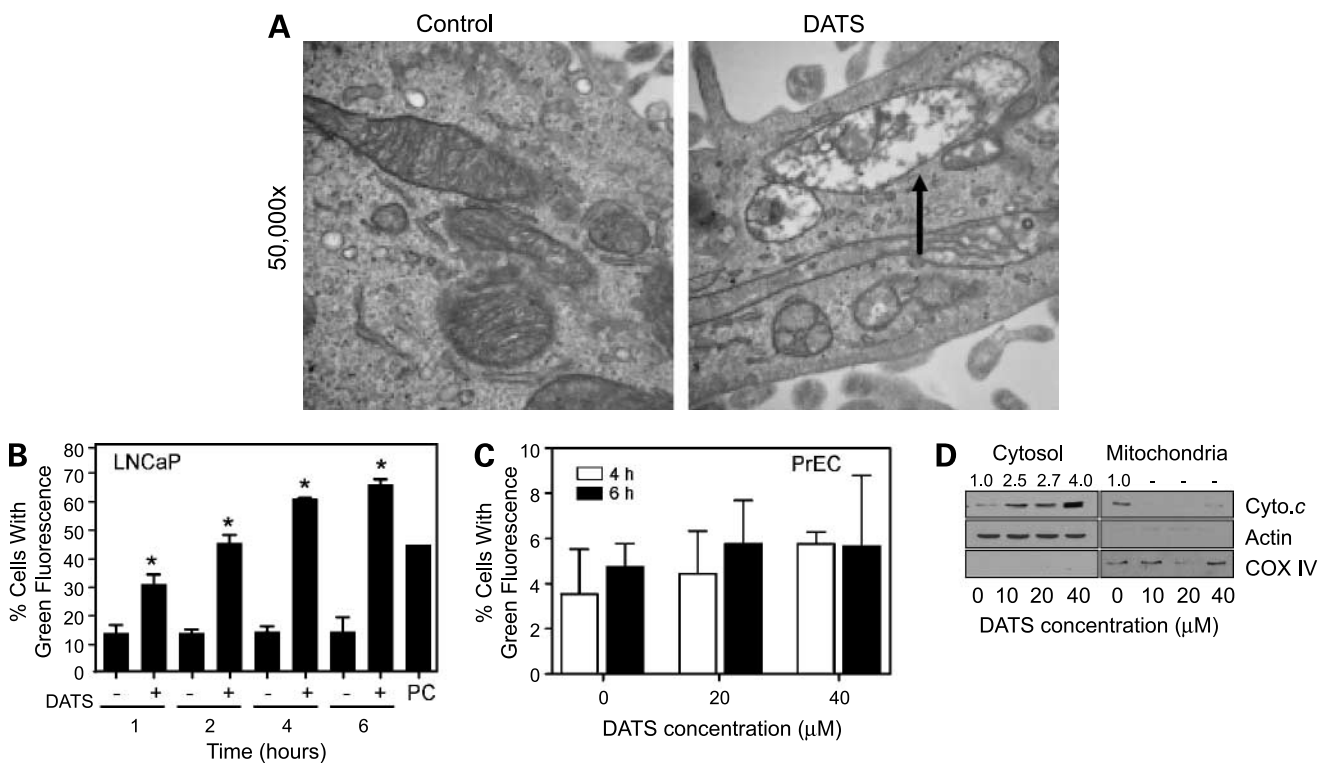 A
Control
DATS
50,000x
B
% Cells With
Green Fluorescence
80
70
60
50
40
30
20
10
0
LNCaP
*
*
*
*
DATS
- + - + - + - + PC
1 2 4 6
Time (hours)
C
% Cells With
Green Fluorescence
10
8
6
4
2
0
4 h
6 h
PrEC
0 20 40
DATS concentration (μM)
D
Cytosol Mitochondria
1.0 2.5 2.7 4.0 1.0 - - -
Cyto.c
Actin
COX IV
0 10 20 40 0 10 20 40
DATS concentration (μM)